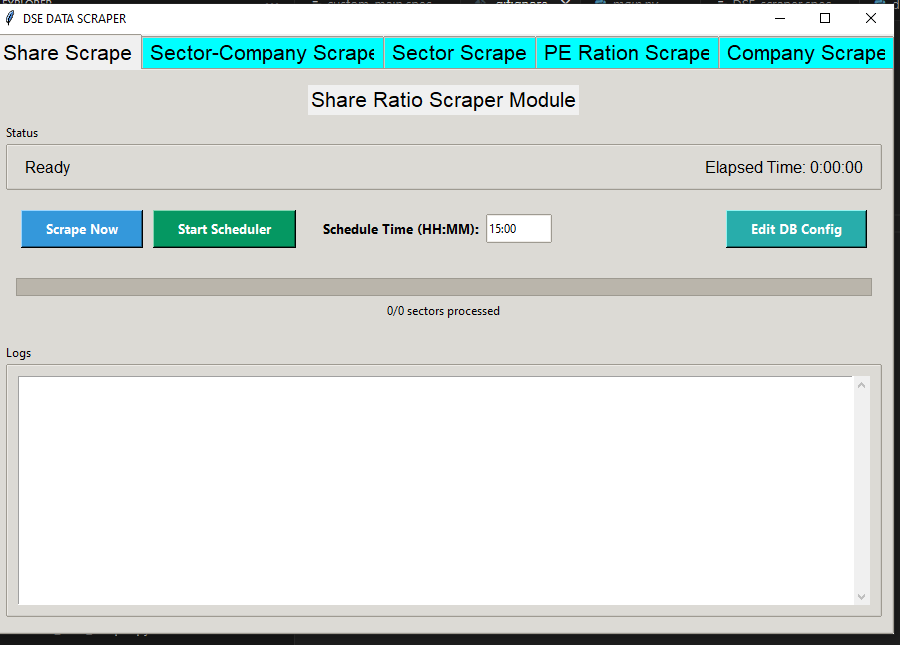 DSE DATA SCRAPER
Share Scrape Sector-Company Scrape Sector Scrape PE Ration Scrape Company Scrape
Share Ratio Scraper Module
Status
Ready Elapsed Time: 0:00:00
Scrape Now Start Scheduler Schedule Time (HH:MM): 15:00 Edit DB Config
0/0 sectors processed
Logs